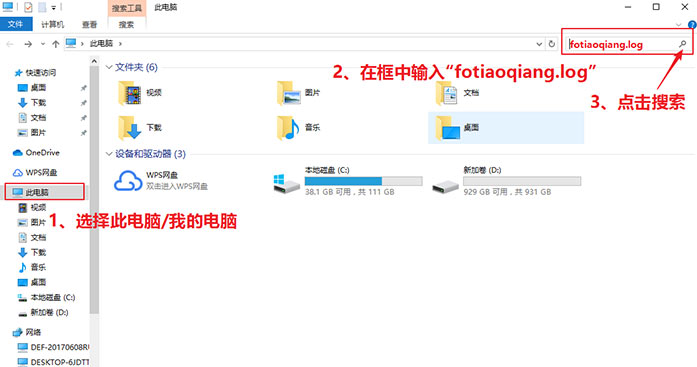 搜索工具
此电脑
文件
计算机
查看
搜索
此电脑
fotiaoqiang.log
快速访问
桌面
下载
文档
图片
OneDrive
WPS网盘
此电脑
视频
图片
文档
下载
音乐
桌面
本地磁盘 (C:)
新加卷 (D:)
网络
DEF-20170608RU
DESKTOP-6JDTT
文件夹 (6)
视频
图片
文档
下载
音乐
桌面
设备和驱动器 (3)
WPS网盘
双击进入WPS网盘
本地磁盘 (C:)
38.1 GB 可用，共 111 GB
新加卷 (D:)
929 GB 可用，共 931 GB
1、选择此电脑/我的电脑
2、在框中输入“fotiaoqiang.log”
3、点击搜索